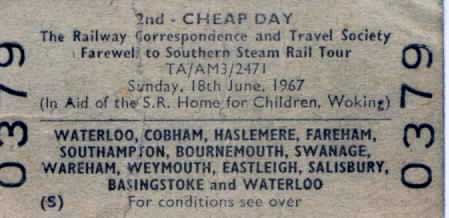 2nd - CHEAP DAY
The Railway Correspondence and Travel Society
Farewell to Southern Steam Rail Tour
TA/AM3/2471
Sunday, 18th June, 1967
(In Aid of the S.R. Home for Children, Woking)
WATERLOO, COBHAM, HASLEMERE, FAREHAM,
SOUTHAMPTON, BOURNEMOUTH, SWANAGE,
WAREHAM, WEYMOUTH, EASTLEIGH, SALISBURY,
BASINGSTOKE and WATERLOO
(S) For conditions see over
0379
0379